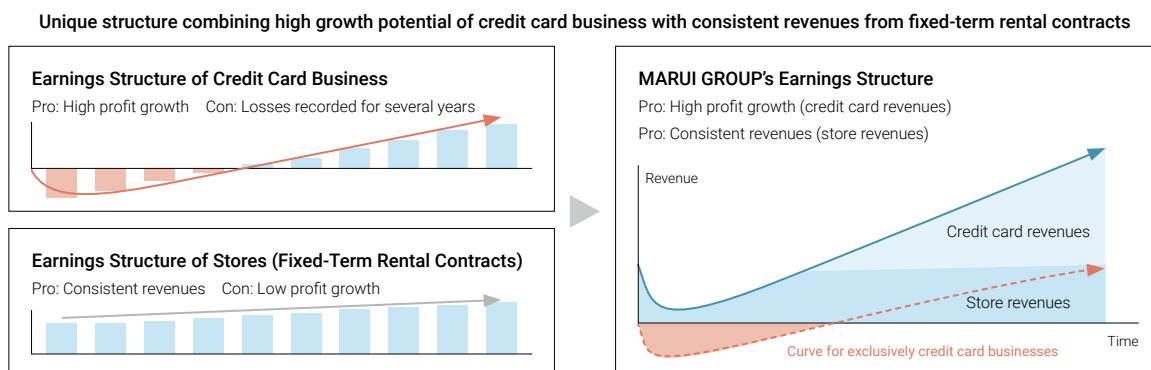 Unique structure combining high growth potential of credit card business with consistent revenues from fixed-term rental contracts
Earnings Structure of Credit Card Business
Pro: High profit growth Con: Losses recorded for several years
Earnings Structure of Stores (Fixed-Term Rental Contracts)
Pro: Consistent revenues Con: Low profit growth
MARUI GROUP's Earnings Structure
Pro: High profit growth (credit card revenues)
Pro: Consistent revenues (store revenues)
Revenue
Credit card revenues
Store revenues
Time
Curve for exclusively credit card businesses